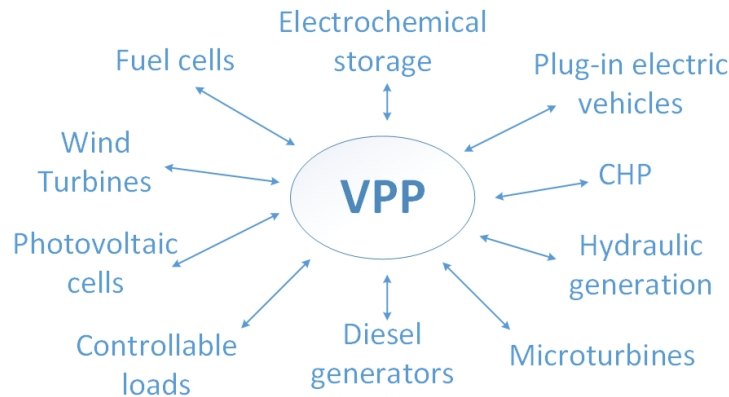 Electrochemical
storage
Fuel cells
Plug-in electric
vehicles
Wind
Turbines
VPP
CHP
Photovoltaic
cells
Hydraulic
generation
Controllable
loads
Diesel
generators
Microturbines